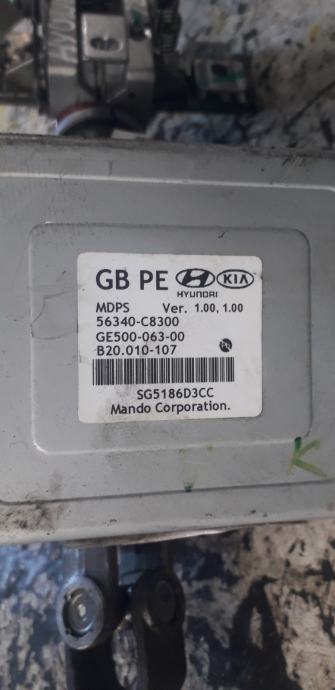 GB PE HYUNDAI KIA
MDPS Ver. 1.00, 1.00
56340-C8300
GE500-063-00
B20.010-107
SG5186D3CC
Mando Corporation.
K